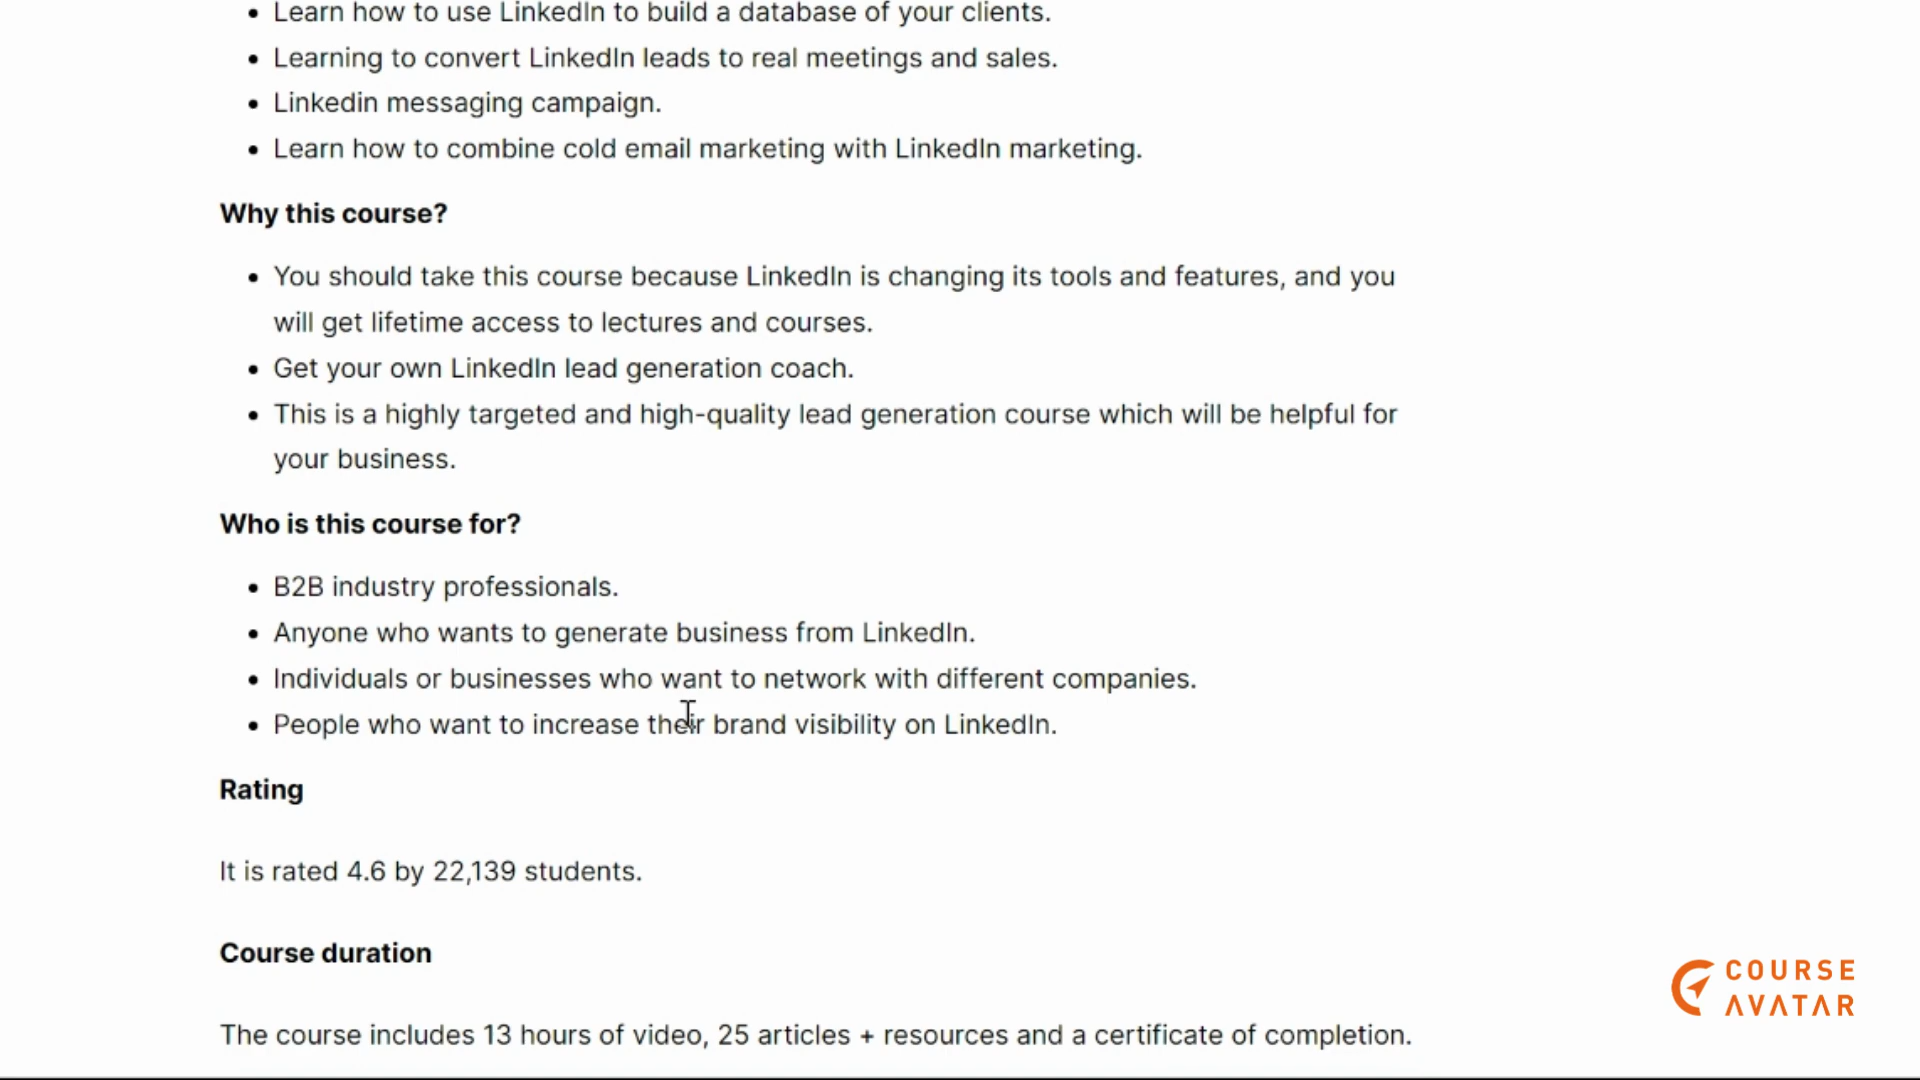 Learn how to use LinkedIn to build a database of your clients.
Learning to convert LinkedIn leads to real meetings and sales.
Linkedin messaging campaign.
Learn how to combine cold email marketing with LinkedIn marketing.
Why this course?
You should take this course because LinkedIn is changing its tools and features, and you
will get lifetime access to lectures and courses.
Get your own LinkedIn lead generation coach.
This is a highly targeted and high-quality lead generation course which will be helpful for
your business.
Who is this course for?
B2B industry professionals.
Anyone who wants to generate business from LinkedIn.
Individuals or businesses who want to network with different companies.
People who want to increase their brand visibility on LinkedIn.
Rating
It is rated 4.6 by 22,139 students.
Course duration
The course includes 13 hours of video, 25 articles + resources and a certificate of completion.
COURSE
AVATAR